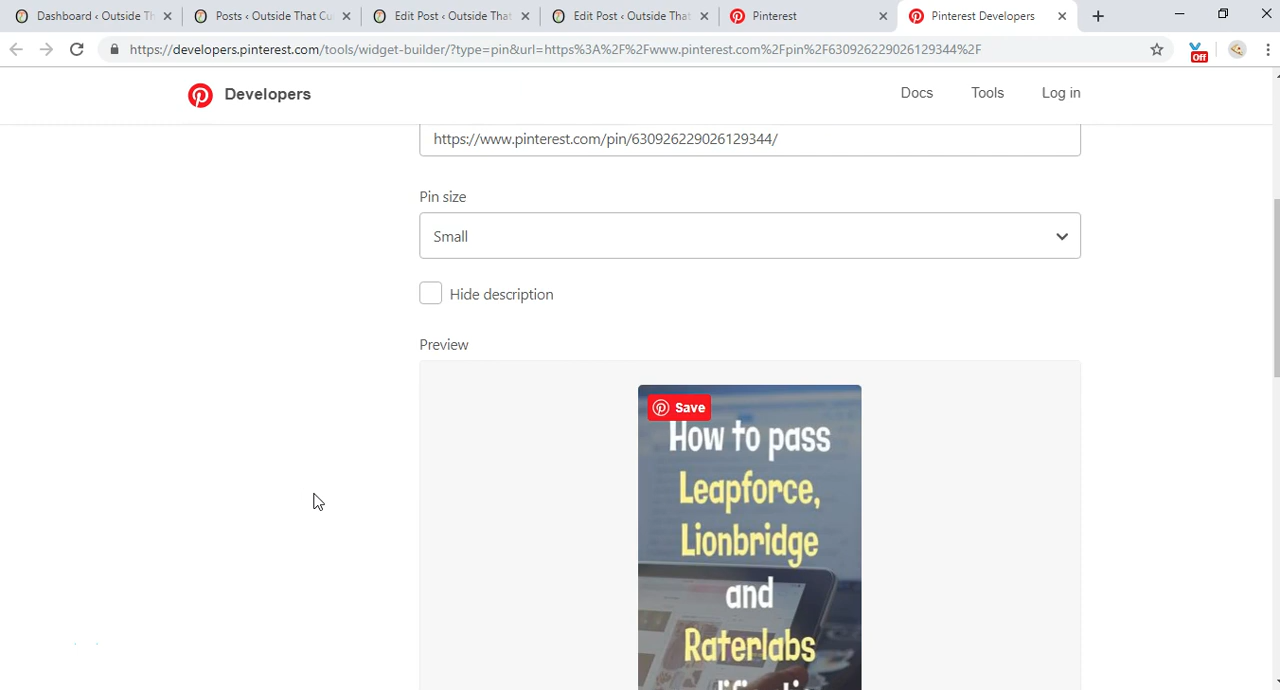 Dashboard ‹ Outside Th
Posts ‹ Outside That Cu
Edit Post ‹ Outside Tha
Edit Post ‹ Outside Tha
Pinterest
Pinterest Developers
https://developers.pinterest.com/tools/widget-builder/?type=pin&url=https%3A%2F%2Fwww.pinterest.com%2Fpin%2F630926229026129344%2F
Off
Developers
Docs
Tools
Log in
https://www.pinterest.com/pin/630926229026129344/
Pin size
Small
Hide description
Preview
Save
How to pass
Leapforce,
Lionbridge
and
Raterlabs